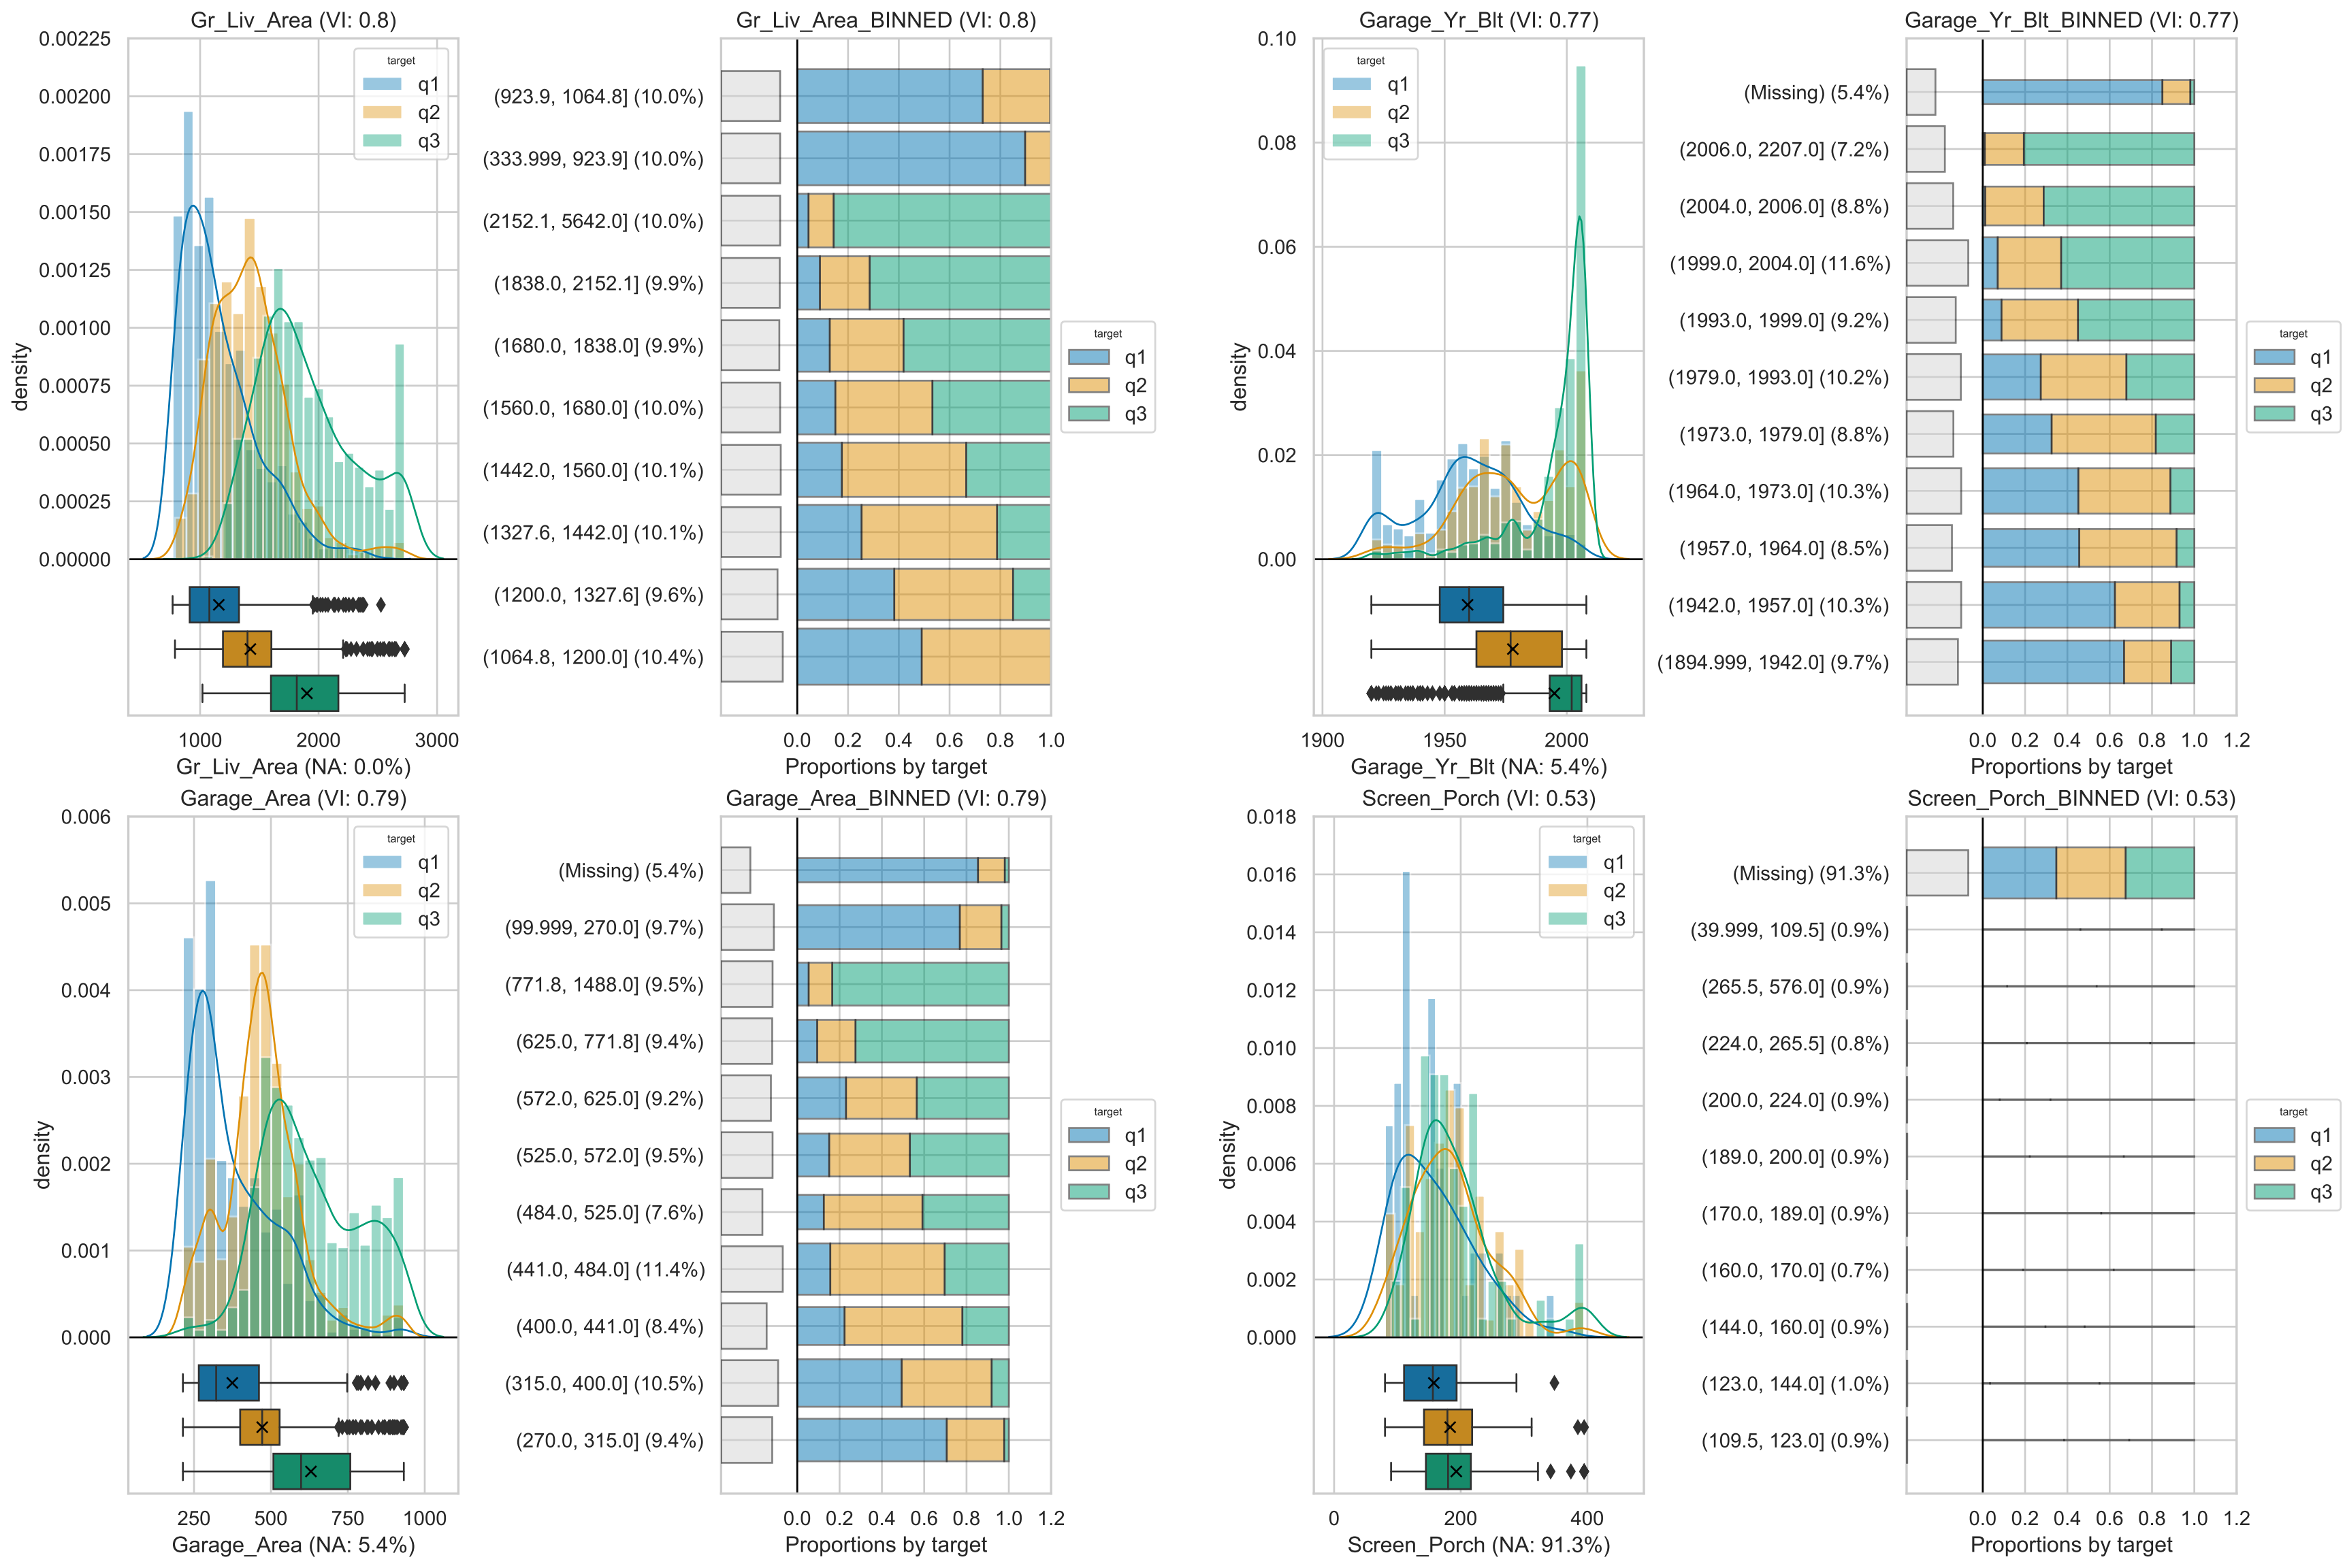 Gr_Liv_Area (VI: 0.8)
0.00225
0.00200
0.00175
0.00150
0.00125
0.00100
0.00075
0.00050
0.00025
0.00000
density
target
q1
q2
q3
1000 2000 3000
Gr_Liv_Area (NA: 0.0%)
Gr_Liv_Area_BINNED (VI: 0.8)
(923.9, 1064.8] (10.0%)
(333.999, 923.9] (10.0%)
(2152.1, 5642.0] (10.0%)
(1838.0, 2152.1] (9.9%)
(1680.0, 1838.0] (9.9%)
(1560.0, 1680.0] (10.0%)
(1442.0, 1560.0] (10.1%)
(1327.6, 1442.0] (10.1%)
(1200.0, 1327.6] (9.6%)
(1064.8, 1200.0] (10.4%)
0.0 0.2 0.4 0.6 0.8 1.0
Proportions by target
target
q1
q2
q3
Garage_Yr_Blt (VI: 0.77)
0.10
0.08
0.06
0.04
0.02
0.00
density
target
q1
q2
q3
1900 1950 2000
Garage_Yr_Blt (NA: 5.4%)
Garage_Yr_Blt_BINNED (VI: 0.77)
(Missing) (5.4%)
(2006.0, 2207.0] (7.2%)
(2004.0, 2006.0] (8.8%)
(1999.0, 2004.0] (11.6%)
(1993.0, 1999.0] (9.2%)
(1979.0, 1993.0] (10.2%)
(1973.0, 1979.0] (8.8%)
(1964.0, 1973.0] (10.3%)
(1957.0, 1964.0] (8.5%)
(1942.0, 1957.0] (10.3%)
(1894.999, 1942.0] (9.7%)
0.0 0.2 0.4 0.6 0.8 1.0 1.2
Proportions by target
target
q1
q2
q3
Garage_Area (VI: 0.79)
0.006
0.005
0.004
0.003
0.002
0.001
0.000
density
target
q1
q2
q3
250 500 750 1000
Garage_Area (NA: 5.4%)
Garage_Area_BINNED (VI: 0.79)
(Missing) (5.4%)
(99.999, 270.0] (9.7%)
(771.8, 1488.0] (9.5%)
(625.0, 771.8] (9.4%)
(572.0, 625.0] (9.2%)
(525.0, 572.0] (9.5%)
(484.0, 525.0] (7.6%)
(441.0, 484.0] (11.4%)
(400.0, 441.0] (8.4%)
(315.0, 400.0] (10.5%)
(270.0, 315.0] (9.4%)
0.0 0.2 0.4 0.6 0.8 1.0 1.2
Proportions by target
target
q1
q2
q3
Screen_Porch (VI: 0.53)
0.018
0.016
0.014
0.012
0.010
0.008
0.006
0.004
0.002
0.000
density
target
q1
q2
q3
0 200 400
Screen_Porch (NA: 91.3%)
Screen_Porch_BINNED (VI: 0.53)
(Missing) (91.3%)
(39.999, 109.5] (0.9%)
(265.5, 576.0] (0.9%)
(224.0, 265.5] (0.8%)
(200.0, 224.0] (0.9%)
(189.0, 200.0] (0.9%)
(170.0, 189.0] (0.9%)
(160.0, 170.0] (0.7%)
(144.0, 160.0] (0.9%)
(123.0, 144.0] (1.0%)
(109.5, 123.0] (0.9%)
0.0 0.2 0.4 0.6 0.8 1.0 1.2
Proportions by target
target
q1
q2
q3